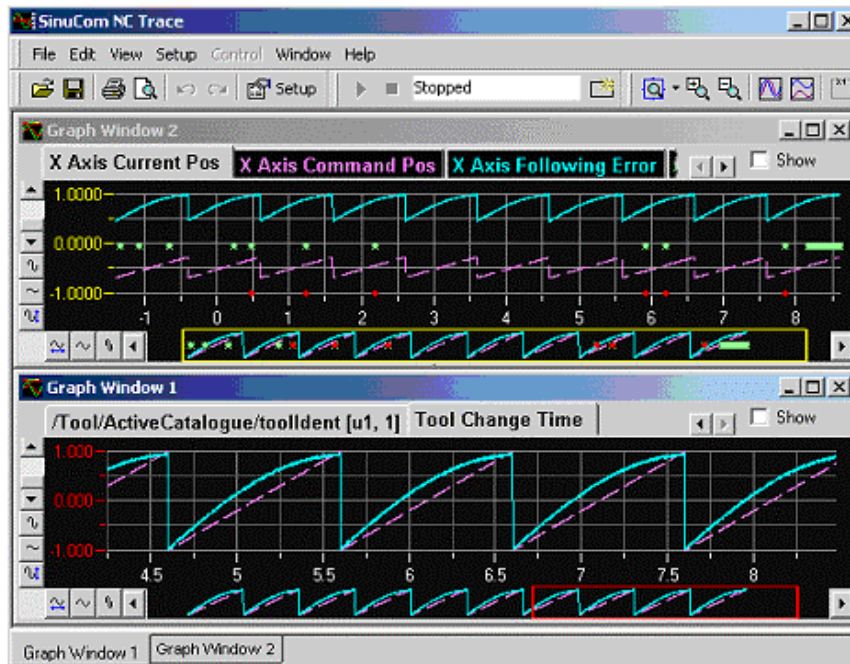 SinuCom NC Trace
File Edit View Setup Control Window Help
Setup Stopped
Graph Window 2
X Axis Current Pos X Axis Command Pos X Axis Following Error Show
1.0000
0.0000
-1.0000
-1 0 1 2 3 4 5 6 7 8
Graph Window 1
/Tool/ActiveCatalogue/toolIdent [u1, 1] Tool Change Time Show
1.000
0.000
-1.000
4.5 5 5.5 6 6.5 7 7.5 8
Graph Window 1 Graph Window 2